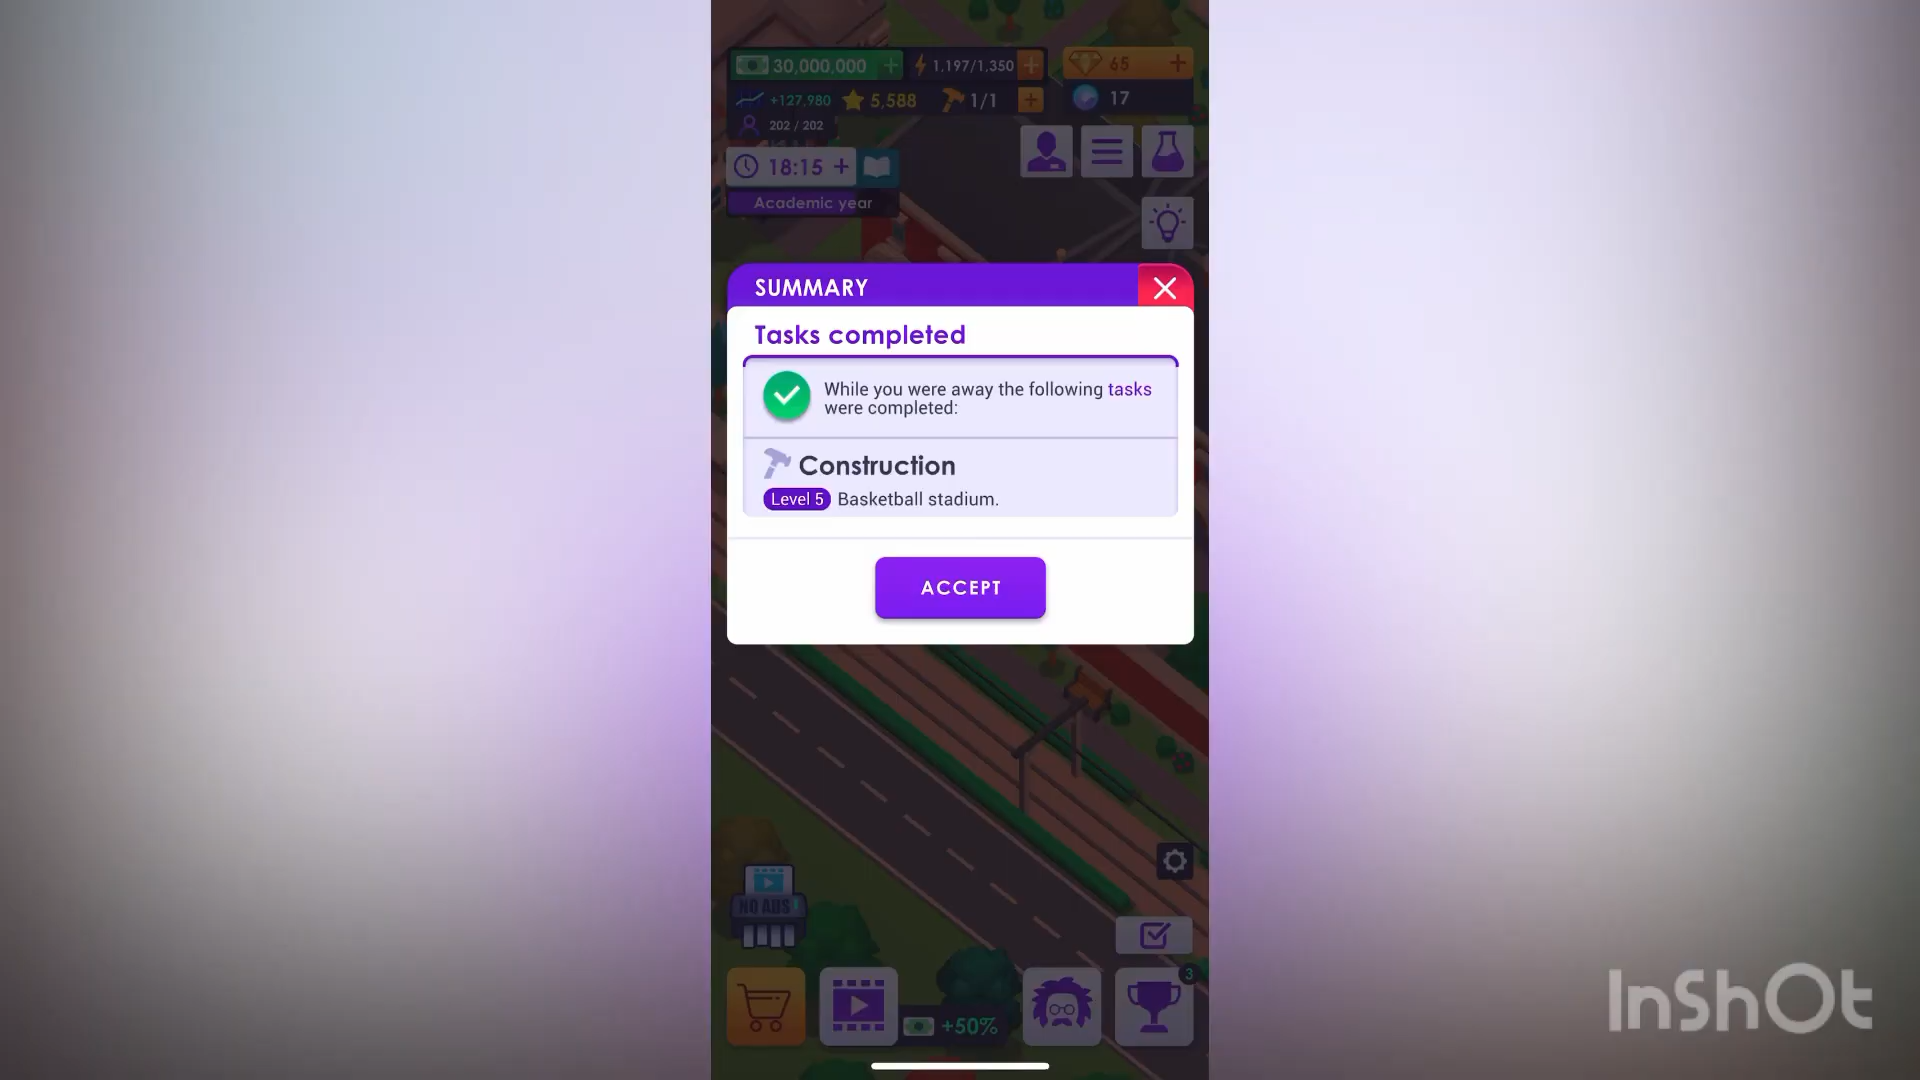 30,000,000
1,197/1,350
65
+127,980
5,588
1/1
17
202 / 202
18:15
Academic year
SUMMARY
Tasks completed
While you were away the following tasks
were completed:
Construction
Level 5 Basketball stadium.
ACCEPT
NO ADS
3
+50%
InShOt